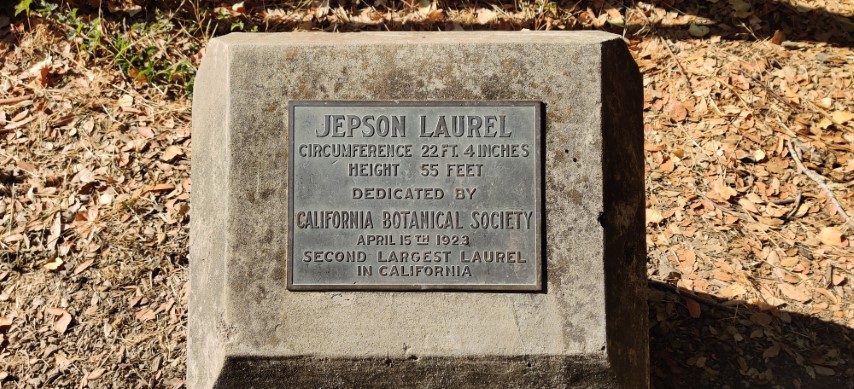 JEPSON LAUREL
CIRCUMFERENCE 22 FT. 4 INCHES
HEIGHT 55 FEET
DEDICATED BY
CALIFORNIA BOTANICAL SOCIETY
APRIL 15TH 1923
SECOND LARGEST LAUREL
IN CALIFORNIA